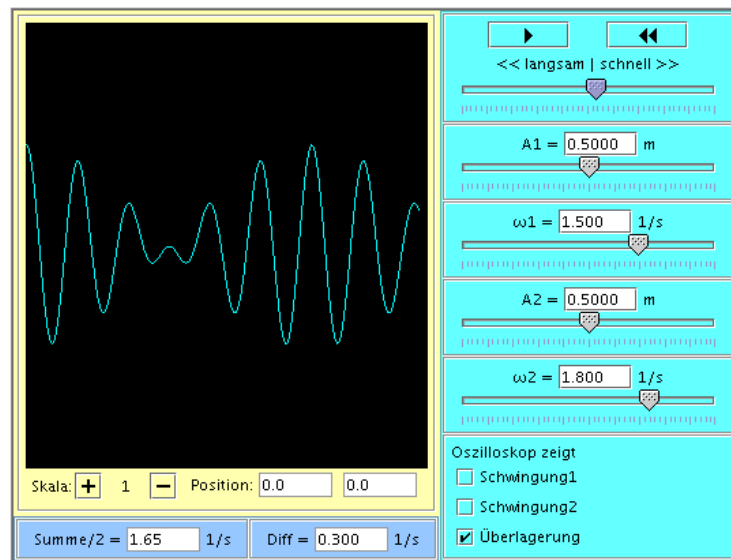 << langsam | schnell >>
A1 = 0.5000 m
ω1 = 1.500 1/s
A2 = 0.5000 m
ω2 = 1.800 1/s
Oszilloskop zeigt
Schwingung1
Schwingung2
Überlagerung
Skala: + 1 − Position: 0.0 0.0
Summe/2 = 1.65 1/s Diff = 0.300 1/s